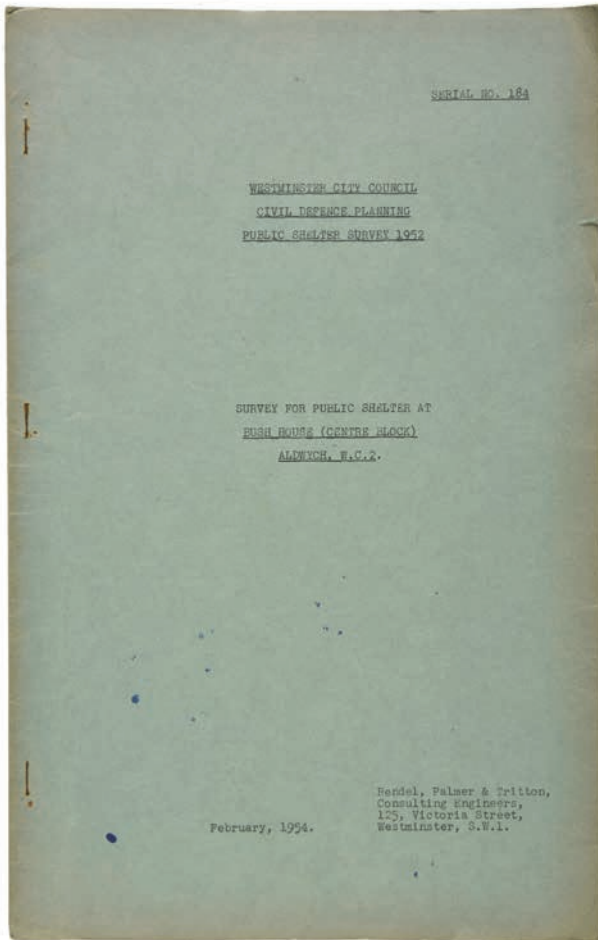 SERIAL NO. 184
WESTMINSTER CITY COUNCIL
CIVIL DEFENCE PLANNING
PUBLIC SHELTER SURVEY 1952
SURVEY FOR PUBLIC SHELTER AT
BUSH HOUSE (CENTRE BLOCK)
ALDWYCH, W.C.2.
February, 1954.
Rendel, Palmer & Tritton,
Consulting Engineers,
125, Victoria Street,
Westminster, S.W.1.